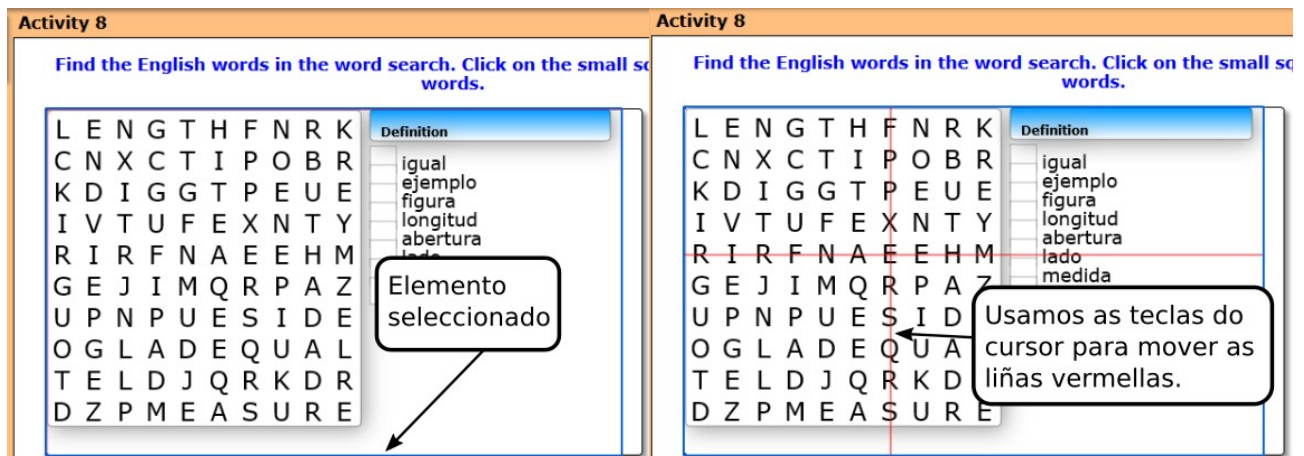 Activity 8
Find the English words in the word search. Click on the small
words.
L E N G T H F N R K
C N X C T I P O B R
K D I G G T P E U E
I V T U F E X N T Y
R I R F N A E E H M
G E J I M Q R P A Z
U P N P U E S I D E
O G L A D E Q U A L
T E L D J Q R K D R
D Z P M E A S U R E
Definition
igual
ejemplo
figura
longitud
abertura
lado
Elemento
seleccionado
Activity 8
Find the English words in the word search. Click on the small sq
words.
L E N G T H F N R K
C N X C T I P O B R
K D I G G T P E U E
I V T U F E X N T Y
R I R F N A E E H M
G E J I M Q R P A Z
U P N P U E S I D
O G L A D E Q U A
T E L D J Q R K D
D Z P M E A S U R E
Definition
igual
ejemplo
figura
longitud
abertura
lado
medida
Usamos as teclas do
cursor para mover as
liñas vermellas.